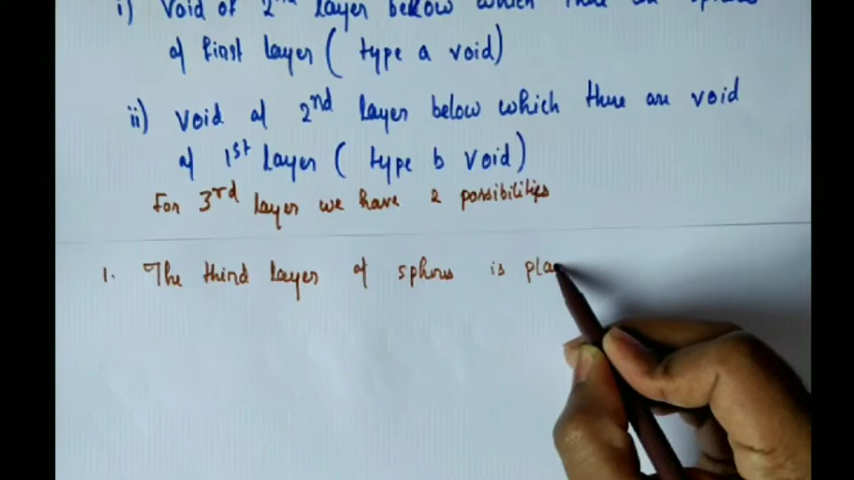 i) Void of 2nd layer bellow which there are
of first layer ( type a void)
ii) Void of 2nd layer below which there are void
of 1st layer ( type b void)
For 3rd layer we have 2 possibilities
1. The third layer of spheres is pla